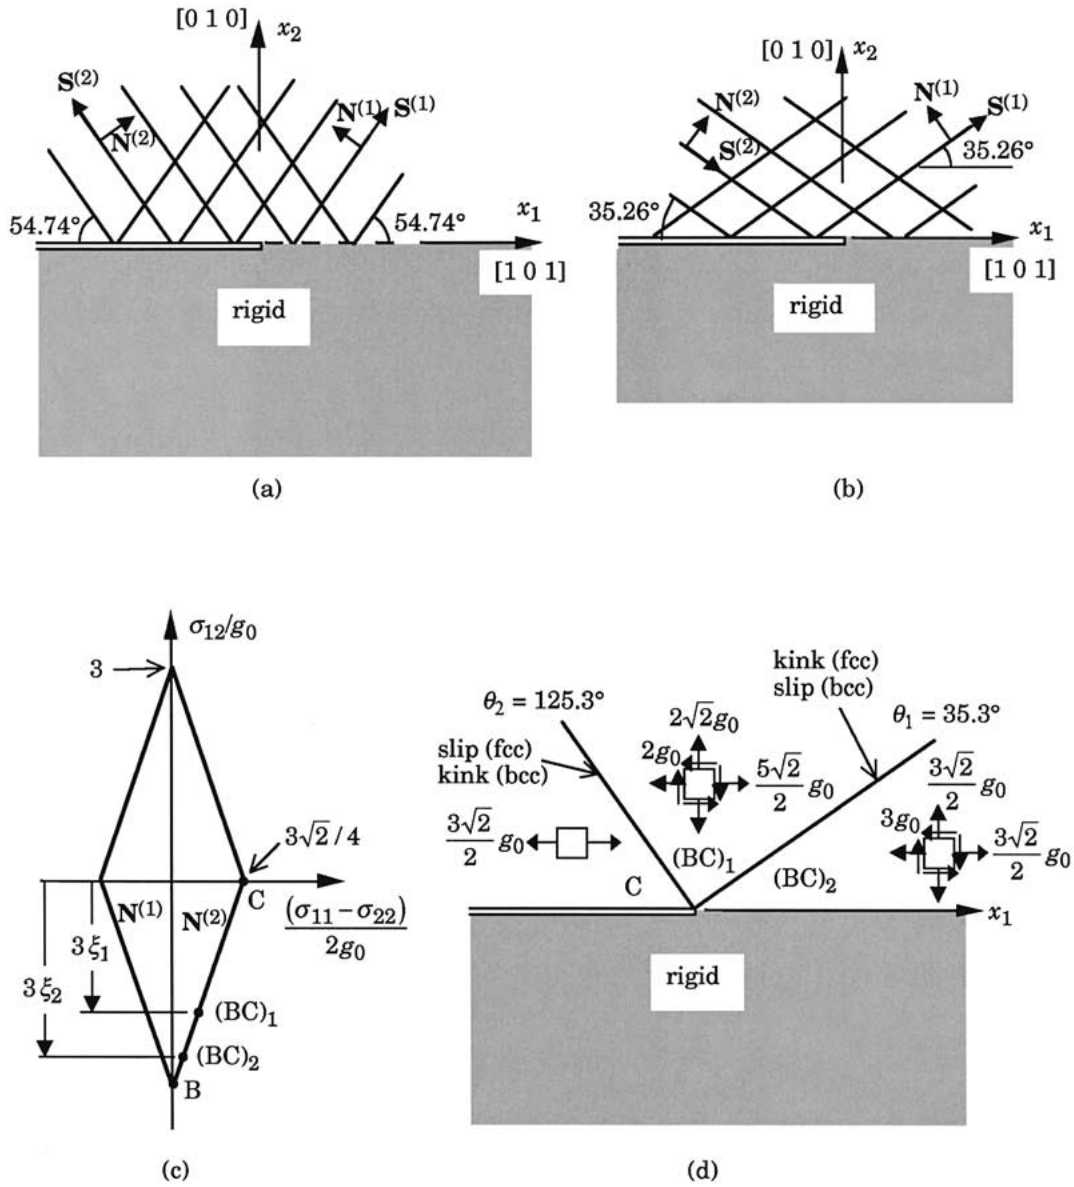 [0 1 0]
x₂
S⁽²⁾
N⁽²⁾
N⁽¹⁾
S⁽¹⁾
54.74°
54.74°
x₁
[1 0 1]
rigid
(a)
[0 1 0]
x₂
N⁽²⁾
S⁽²⁾
N⁽¹⁾
S⁽¹⁾
35.26°
35.26°
x₁
[1 0 1]
rigid
(b)
σ₁₂/g₀
3
3√2 / 4
C
N⁽¹⁾
N⁽²⁾
(σ₁₁ − σ₂₂)
2g₀
3ξ₁
3ξ₂
(BC)₁
(BC)₂
B
(c)
kink (fcc)
slip (bcc)
θ₂ = 125.3°
θ₁ = 35.3°
slip (fcc)
kink (bcc)
2√2g₀
2g₀
5√2/2 g₀
3√2/2 g₀
3g₀
3√2/2 g₀
3√2/2 g₀
C
(BC)₁
(BC)₂
x₁
rigid
(d)